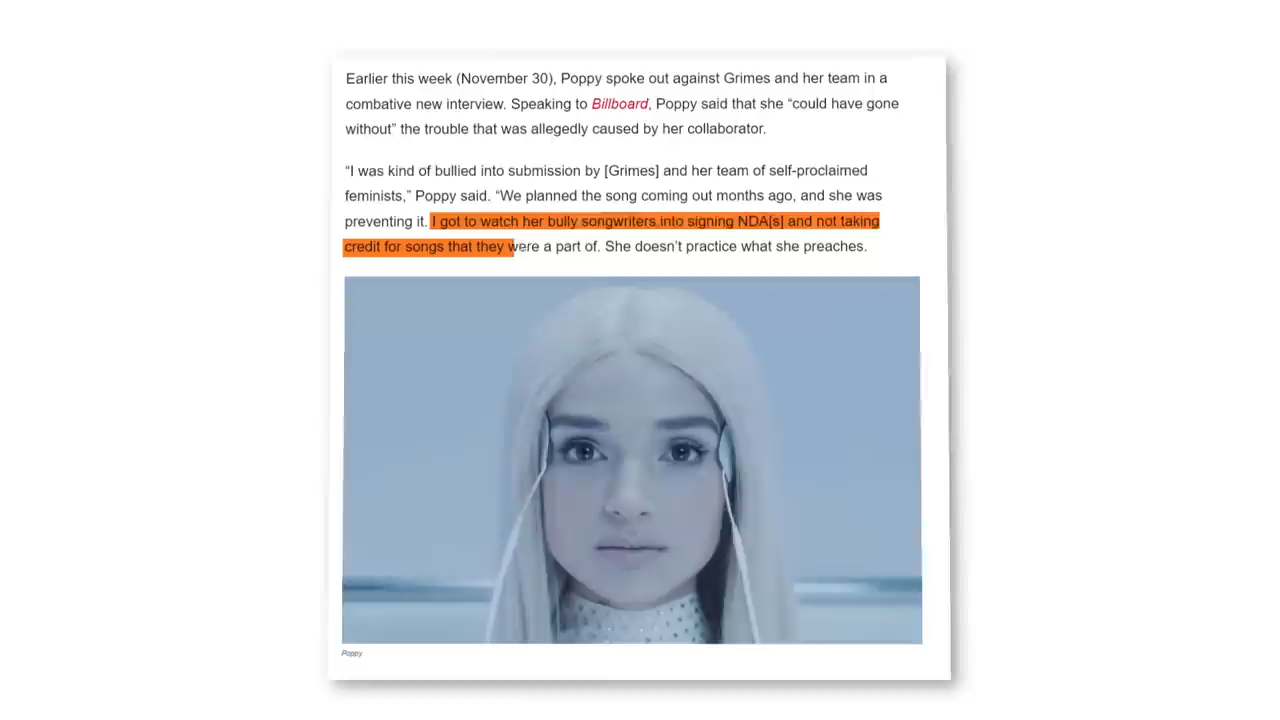 Earlier this week (November 30), Poppy spoke out against Grimes and her team in a
combative new interview. Speaking to Billboard, Poppy said that she “could have gone
without” the trouble that was allegedly caused by her collaborator.
“I was kind of bullied into submission by [Grimes] and her team of self-proclaimed
feminists,” Poppy said. “We planned the song coming out months ago, and she was
preventing it. I got to watch her bully songwriters into signing NDA[s] and not taking
credit for songs that they were a part of. She doesn’t practice what she preaches.
Poppy